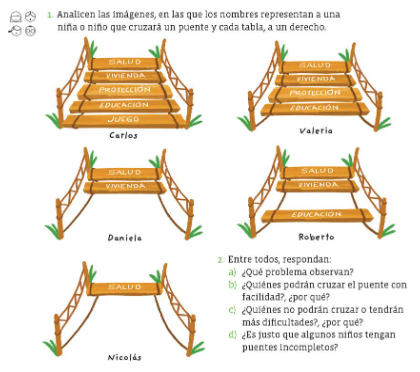 1. Analicen las imágenes, en las que los nombres representan a una
niña o niño que cruzará un puente y cada tabla, a un derecho.
SALUD
VIVIENDA
PROTECCIÓN
EDUCACIÓN
JUEGO
Carlos
SALUD
VIVIENDA
PROTECCIÓN
EDUCACIÓN
Valeria
SALUD
VIVIENDA
Daniela
SALUD
VIVIENDA
EDUCACIÓN
Roberto
SALUD
Nicolás
2. Entre todos, respondan:
a) ¿Qué problema observan?
b) ¿Quiénes podrán cruzar el puente con
facilidad?, ¿por qué?
c) ¿Quiénes no podrán cruzar o tendrán
más dificultades?, ¿por qué?
d) ¿Es justo que algunos niños tengan
puentes incompletos?